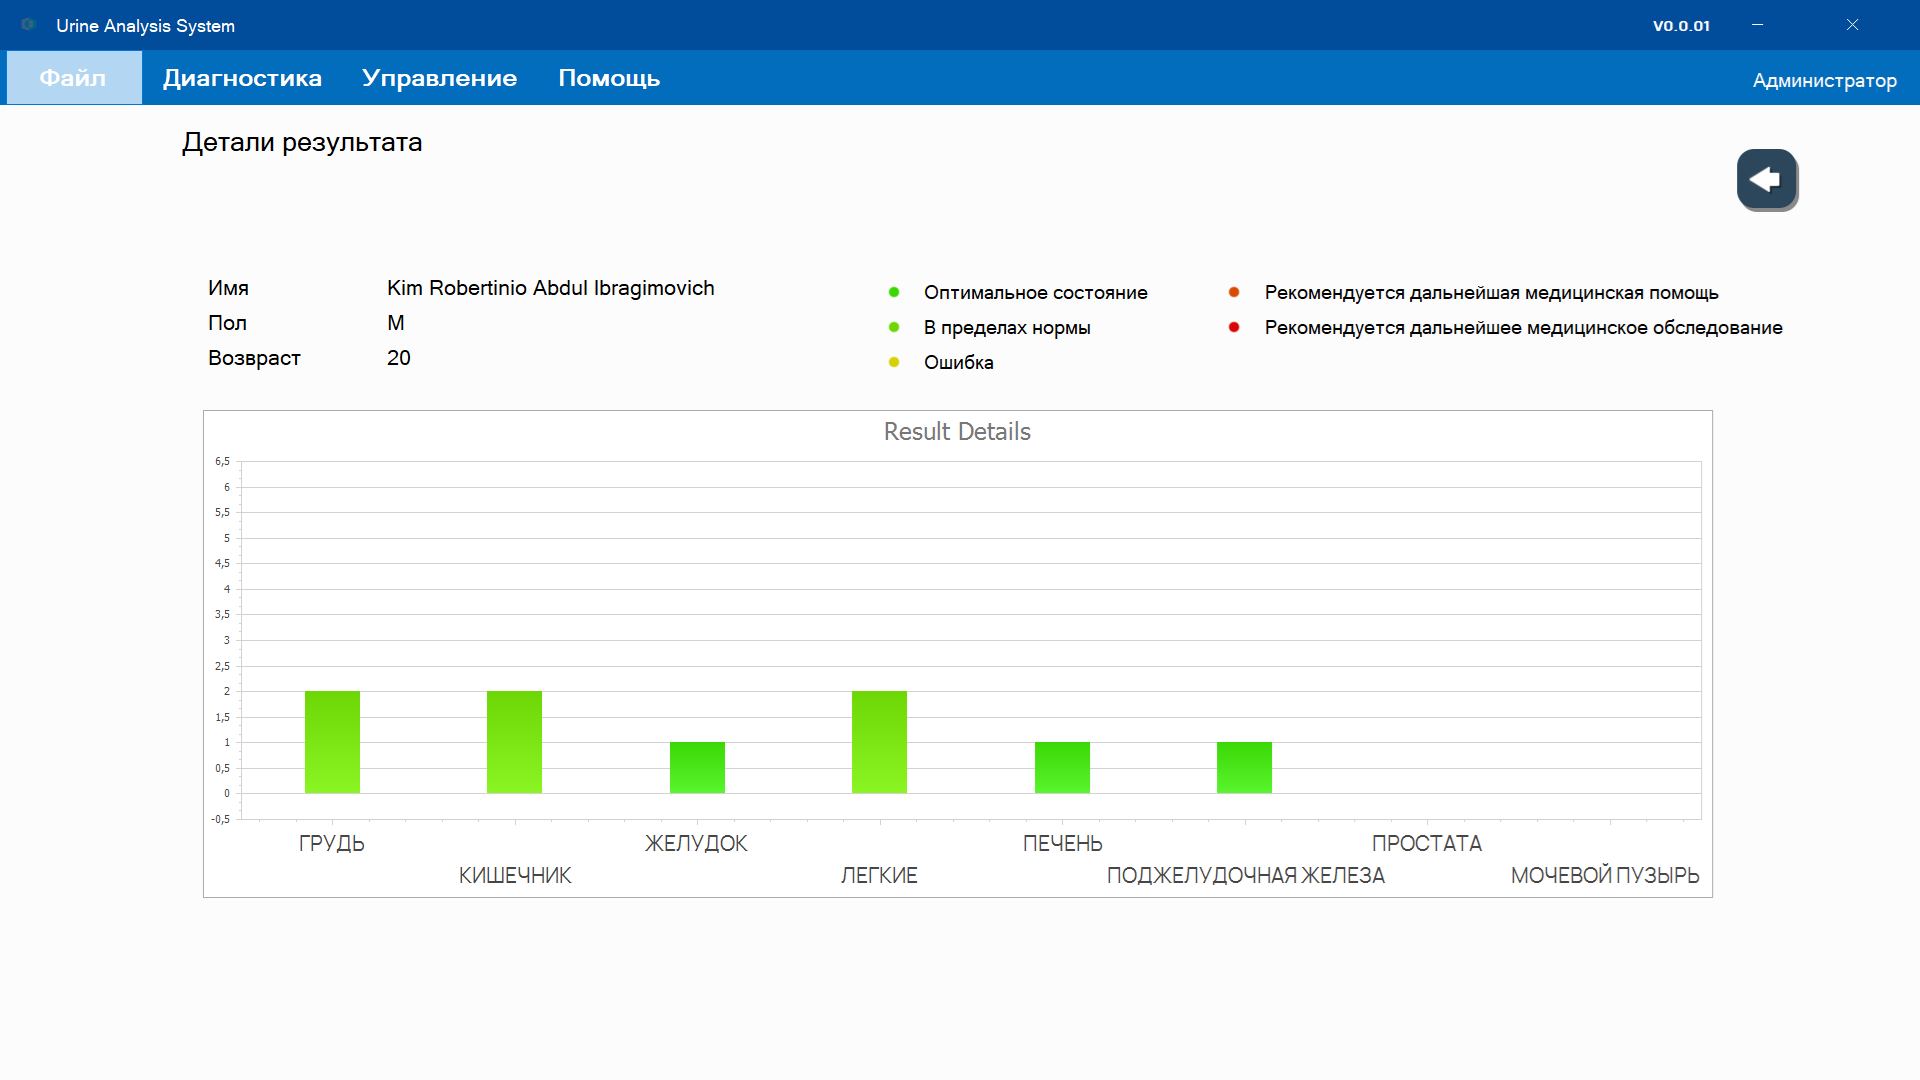 Urine Analysis System
V0.0.01
Файл Диагностика Управление Помощь
Администратор
Детали результата
Имя Kim Robertinio Abdul Ibragimovich
Пол М
Возвраст 20
Оптимальное состояние
В пределах нормы
Ошибка
Рекомендуется дальнейшая медицинская помощь
Рекомендуется дальнейшее медицинское обследование
Result Details
6,5
6
5,5
5
4,5
4
3,5
3
2,5
2
1,5
1
0,5
0
-0,5
ГРУДЬ ЖЕЛУДОК ПЕЧЕНЬ ПРОСТАТА
КИШЕЧНИК ЛЕГКИЕ ПОДЖЕЛУДОЧНАЯ ЖЕЛЕЗА МОЧЕВОЙ ПУЗЫРЬ